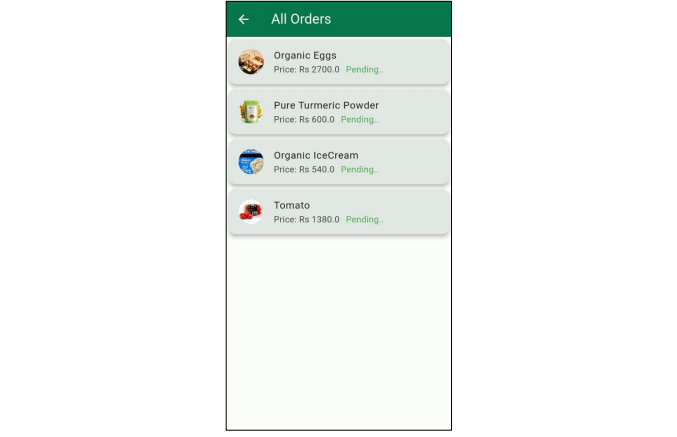 All Orders
Organic Eggs
Price: Rs 2700.0 Pending..
Pure Turmeric Powder
Price: Rs 600.0 Pending..
Organic IceCream
Price: Rs 540.0 Pending..
Tomato
Price: Rs 1380.0 Pending..